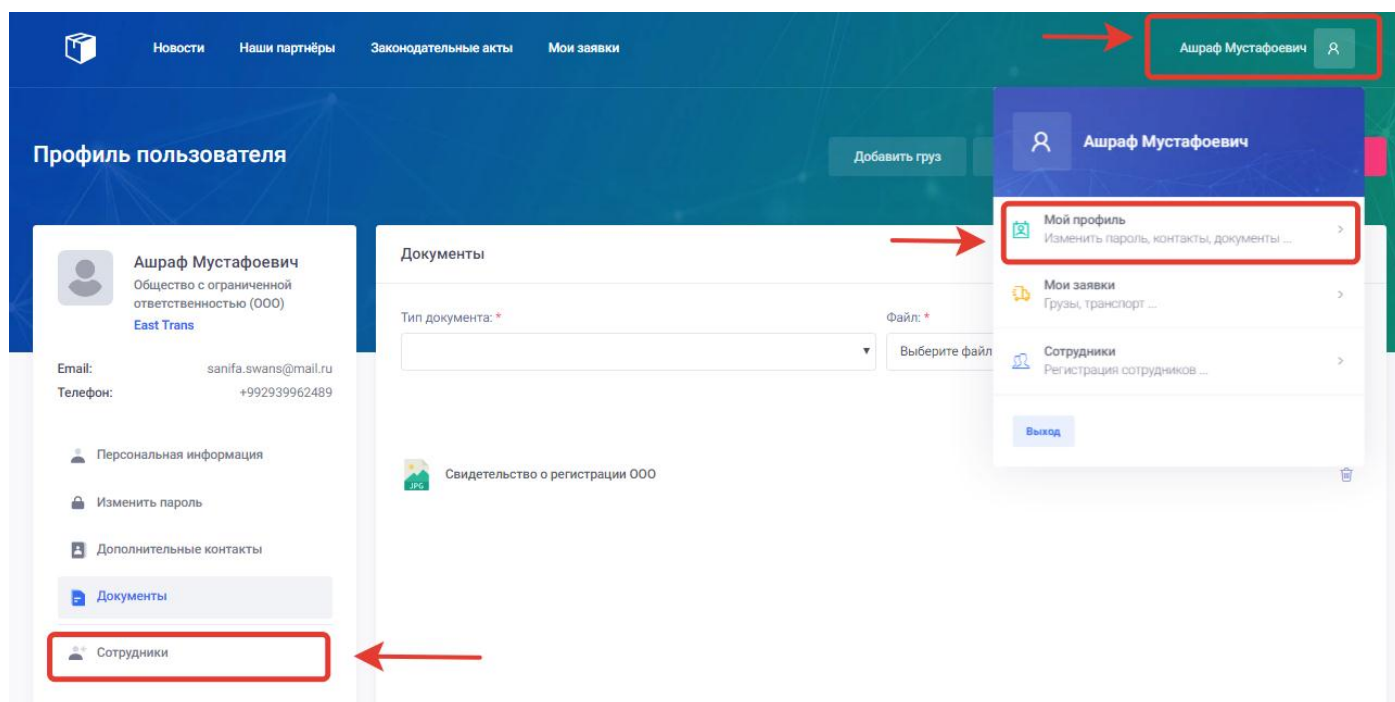 Новости Наши партнёры Законодательные акты Мои заявки Ашраф Мустафоевич
Профиль пользователя
Добавить груз
Ашраф Мустафоевич
Мой профиль
Изменить пароль, контакты, документы ...
Мои заявки
Грузы, транспорт ...
Сотрудники
Регистрация сотрудников ...
Выход
Ашраф Мустафоевич
Общество с ограниченной
ответственностью (ООО)
East Trans
Email: sanifa.swans@mail.ru
Телефон: +992939962489
Персональная информация
Изменить пароль
Дополнительные контакты
Документы
Сотрудники
Документы
Тип документа: * Файл: *
Выберите файл
JPG Свидетельство о регистрации ООО